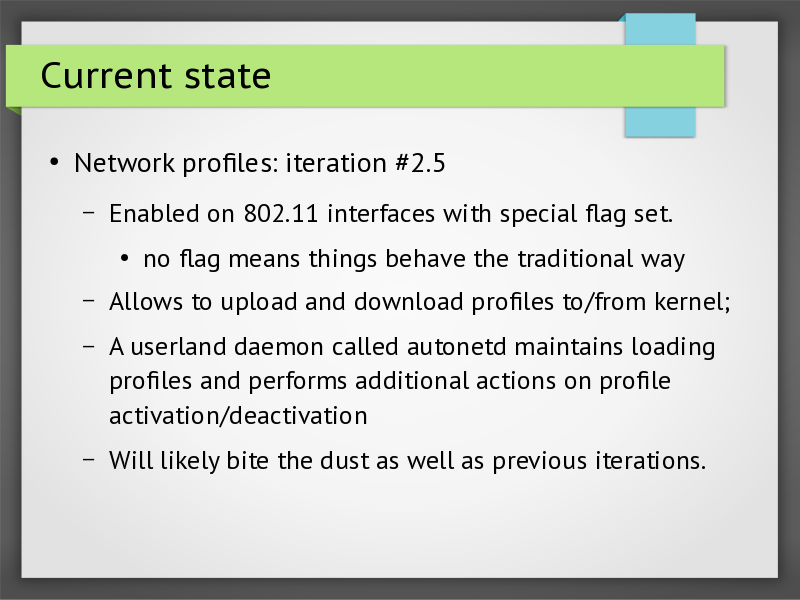 Current state
• Network profiles: iteration #2.5
– Enabled on 802.11 interfaces with special flag set.
• no flag means things behave the traditional way
– Allows to upload and download profiles to/from kernel;
– A userland daemon called autonetd maintains loading
profiles and performs additional actions on profile
activation/deactivation
– Will likely bite the dust as well as previous iterations.